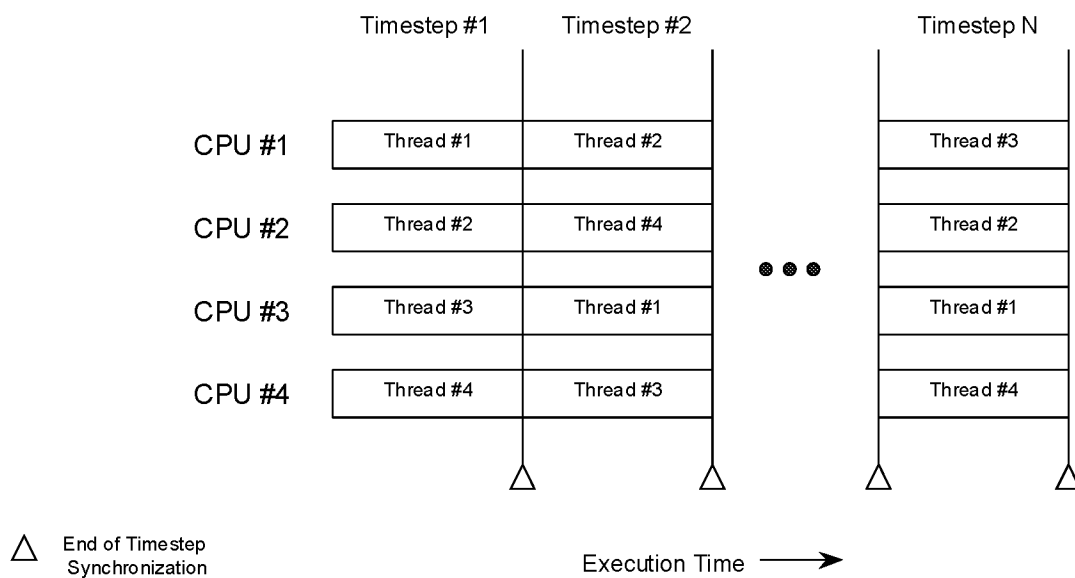 Timestep #1 Timestep #2 Timestep N
CPU #1 Thread #1 Thread #2 Thread #3
CPU #2 Thread #2 Thread #4 Thread #2
CPU #3 Thread #3 Thread #1 Thread #1
CPU #4 Thread #4 Thread #3 Thread #4
End of Timestep
Synchronization
Execution Time